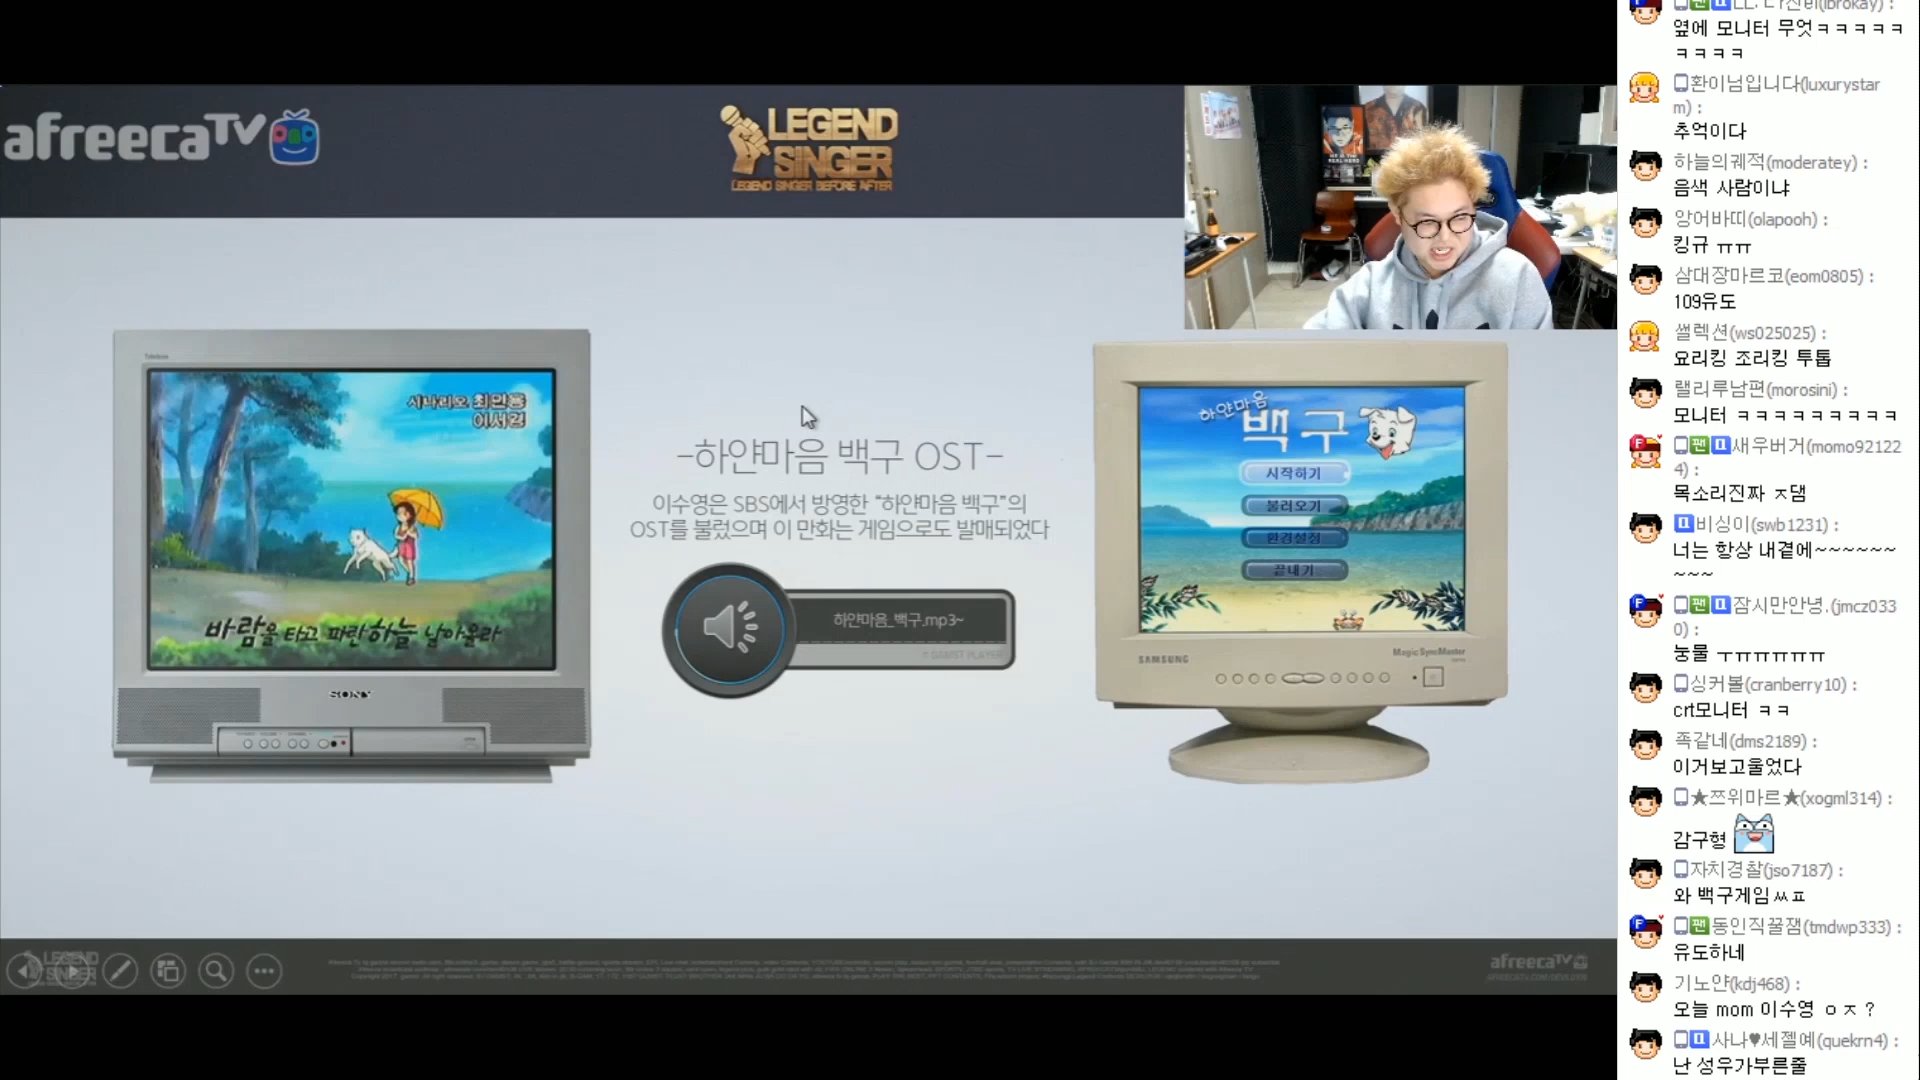 afreecaTV
LEGEND
SINGER
LEGEND SINGER BEFORE AFTER
시나리오 최민용
이서경
바람을 타고 파란하늘 날아올라
SONY
-하얀마음 백구 OST-
이수영은 SBS에서 방영한 “하얀마음 백구”의
OST를 불렀으며 이 만화는 게임으로도 발매되었다
하얀마음_백구.mp3~
하얀마음
백구
시작하기
불러오기
환경설정
끝내기
SAMSUNG
Magic SyncMaster
LEGEND
SINGER
afreecaTV
옆에 모니터 무엇ㅋㅋㅋㅋㅋ
ㅋㅋㅋㅋ
환이님입니다(luxurystar
m) :
추억이다
하늘의궤적(moderatey) :
음색 사람이냐
앙어바띠(olapooh) :
킹규 ㅠㅠ
삼대장마르코(eom0805) :
109유도
썰렉션(ws025025) :
요리킹 조리킹 투톱
랠리루남편(morosini) :
모니터 ㅋㅋㅋㅋㅋㅋㅋㅋㅋ
F 팬 새우버거(momo92122
4) :
목소리진짜 ㅈ댐
비싱이(swb1231) :
너는 항상 내곁에~~~~~~
~~~
F 팬 잠시만안녕.(jmcz033
0) :
눙물 ㅜㅠㅠㅠㅠㅠ
싱커볼(cranberry10) :
crt모니터 ㅋㅋ
족같네(dms2189) :
이거보고울었다
★쯔위마르★(xogml314) :
감구형
자치경찰(jso7187) :
와 백구게임ㅆㅍ
F 팬 동인직꿀잼(tmdwp333) :
유도하네
기노얀(kdj468) :
오늘 mom 이수영 ㅇㅈ ?
사나♥세젤예(quekrn4) :
난 성우가부른줄